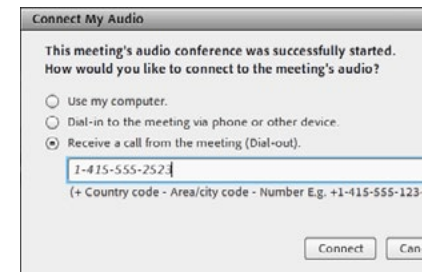 Connect My Audio
This meeting's audio conference was successfully started.
How would you like to connect to the meeting's audio?
Use my computer.
Dial-in to the meeting via phone or other device.
Receive a call from the meeting (Dial-out).
1-415-555-2523
(+ Country code - Area/city code - Number E.g. +1-415-555-123
Connect
Can